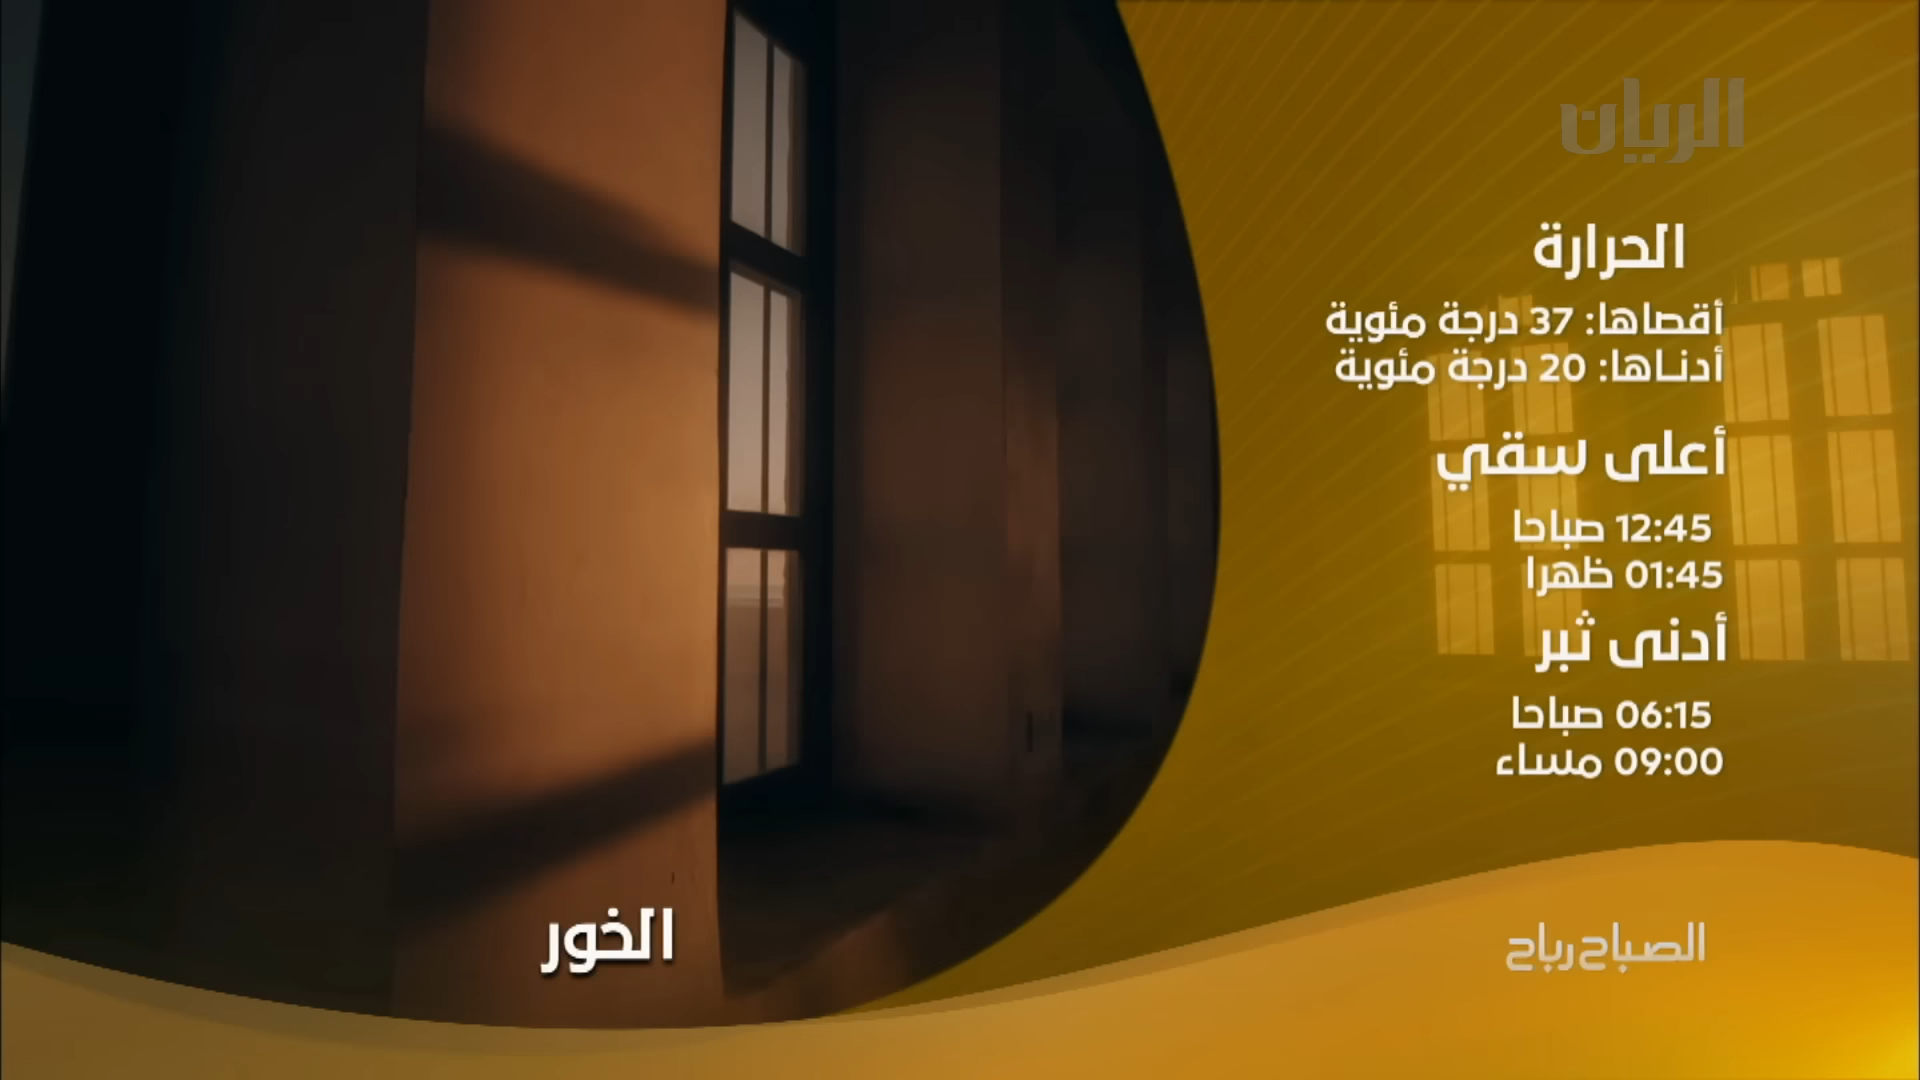 الريان
الحرارة
أقصاها: 37 درجة مئوية
أدنـاها: 20 درجة مئوية
أعلى سقي
12:45 صباحا
01:45 ظهرا
أدنى ثبر
06:15 صباحا
09:00 مساء
الخور
الصباح رباح